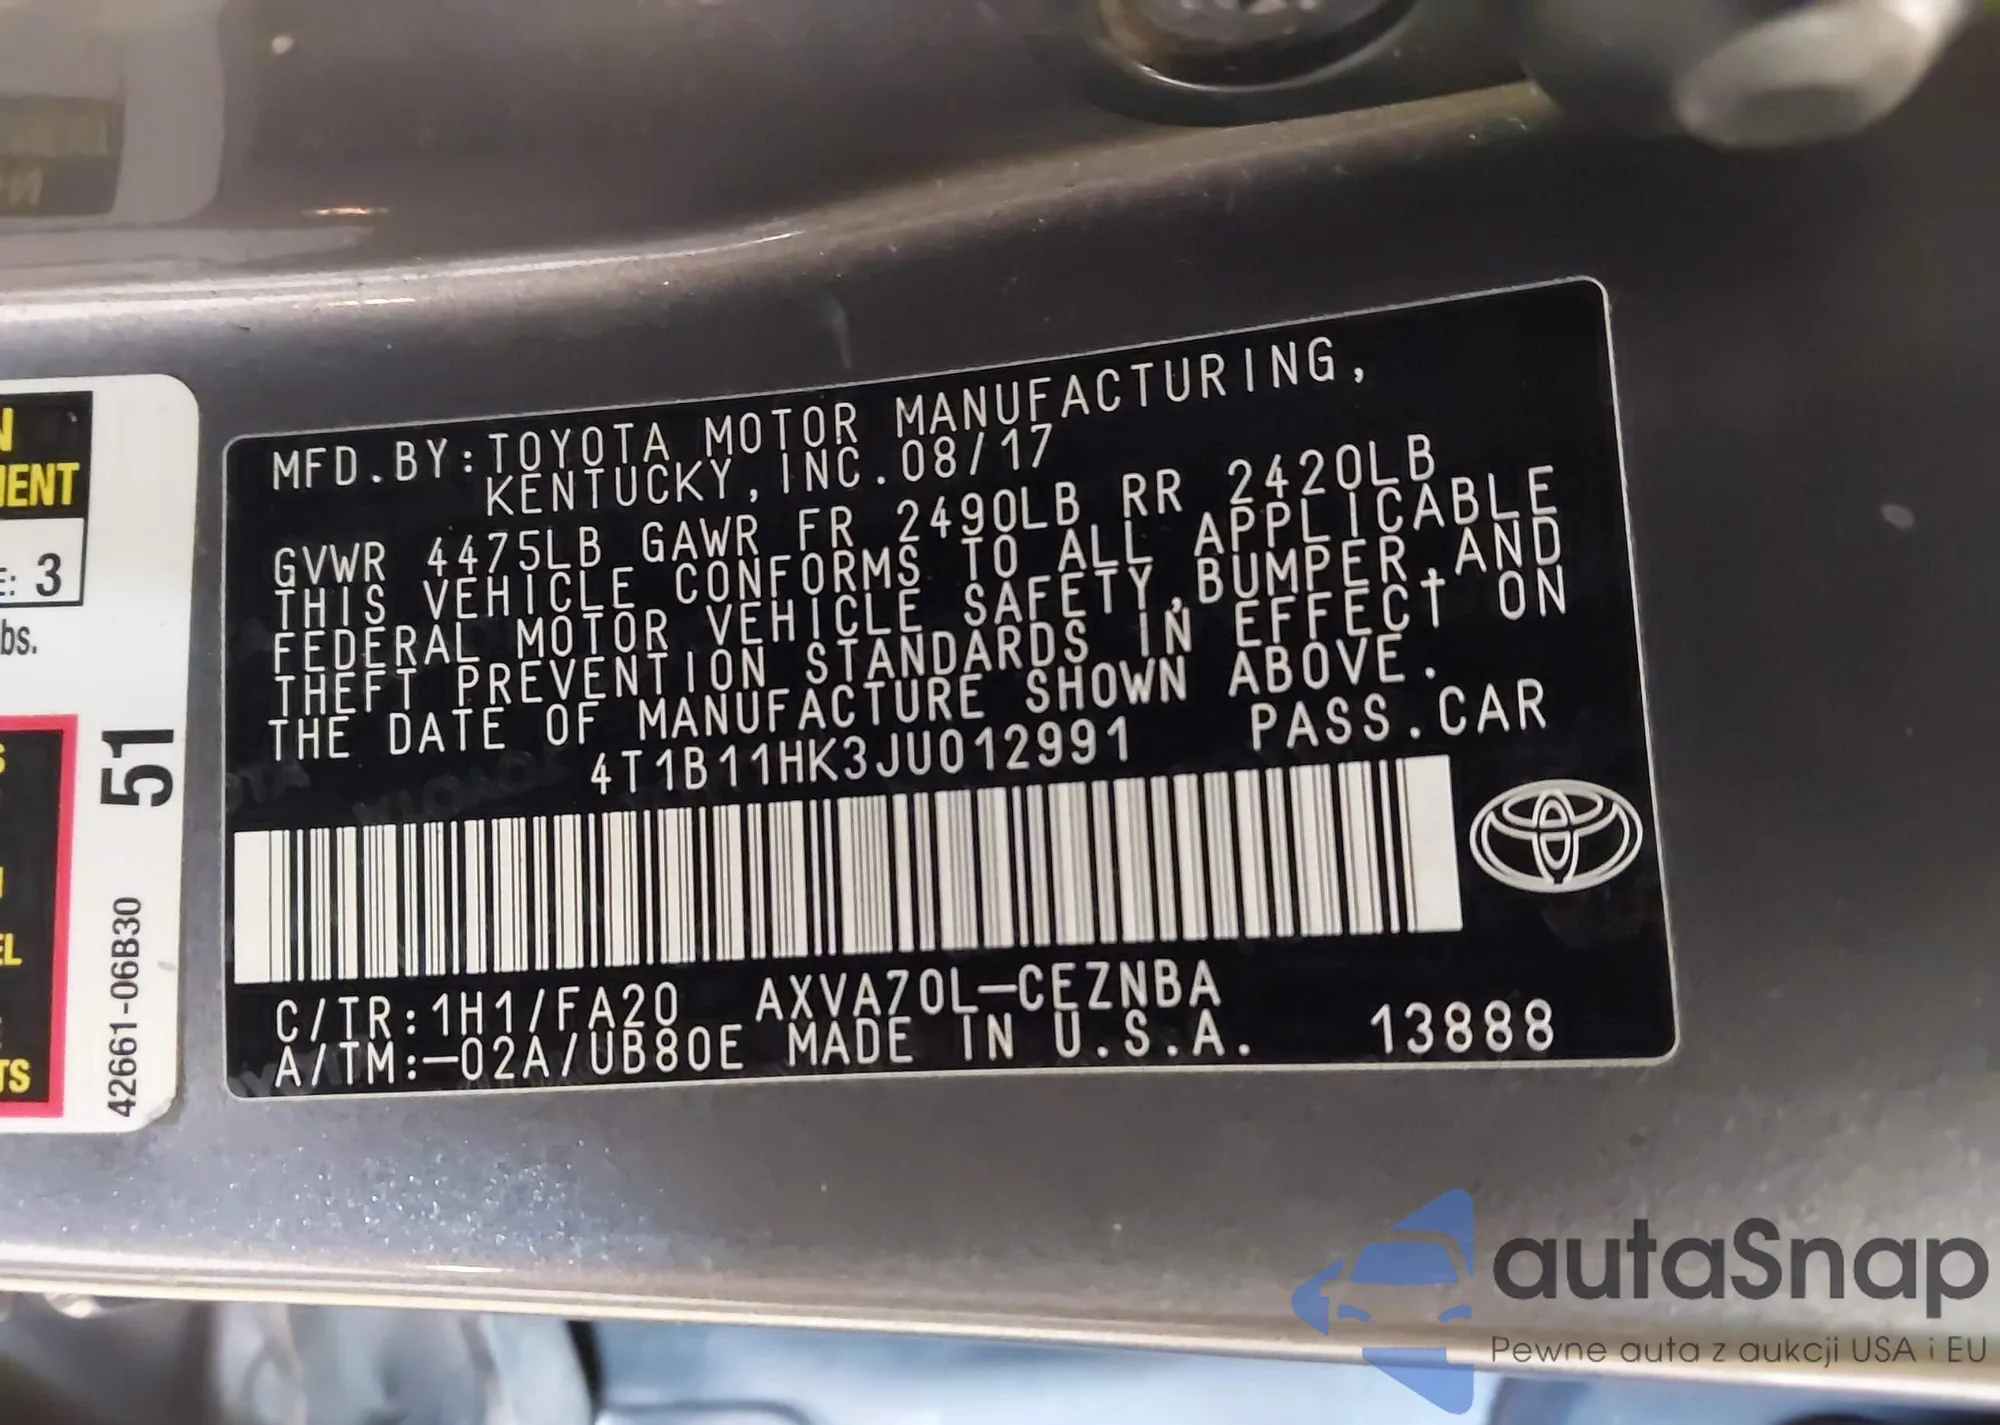 MFD.BY:TOYOTA MOTOR MANUFACTURING,
KENTUCKY,INC.08/17
GVWR 4475LB GAWR FR 2490LB RR 2420LB
THIS VEHICLE CONFORMS TO ALL APPLICABLE
FEDERAL MOTOR VEHICLE SAFETY,BUMPER,AND
THEFT PREVENTION STANDARDS IN EFFECT ON
THE DATE OF MANUFACTURE SHOWN ABOVE.
4T1B11HK3JU012991 PASS.CAR
C/TR:1H1/FA20 AXVA70L-CEZNBA
A/TM:-02A/UB80E MADE IN U.S.A. 13888
E: 3
bs.
51
42661-06B30
autaSnap
Pewne auta z aukcji USA i EU